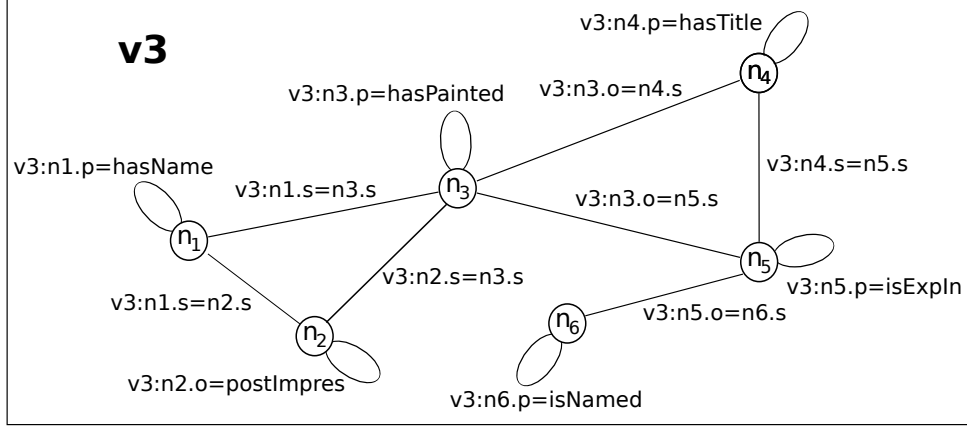 v3
v3:n4.p=hasTitle
n4
v3:n3.p=hasPainted
v3:n3.o=n4.s
v3:n1.p=hasName
v3:n1.s=n3.s
n3
v3:n4.s=n5.s
v3:n3.o=n5.s
n1
n5
v3:n2.s=n3.s
v3:n5.p=isExpIn
v3:n1.s=n2.s
v3:n5.o=n6.s
n2
n6
v3:n2.o=postImpres
v3:n6.p=isNamed